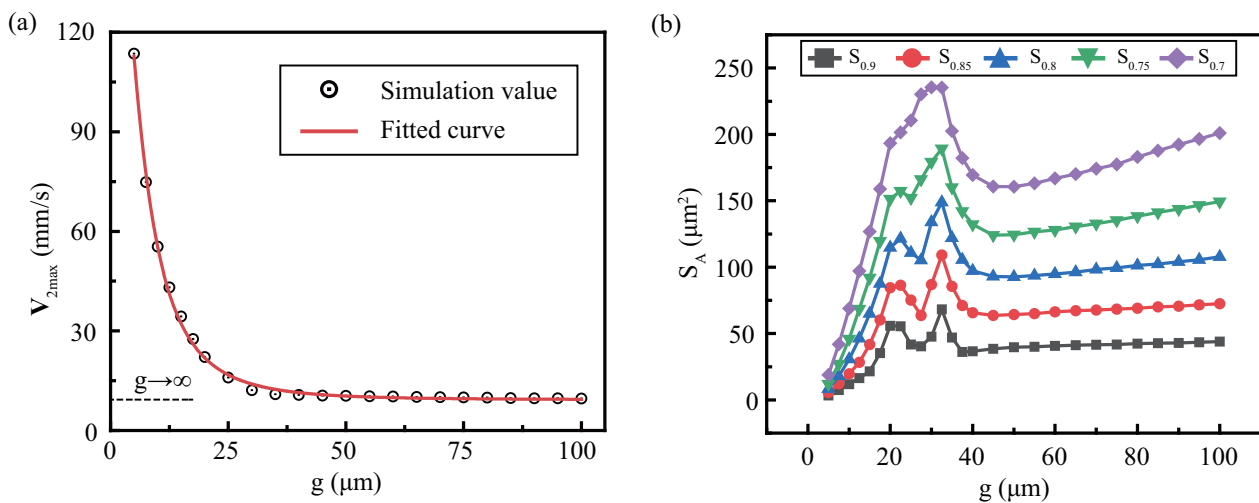 (a)
120
90
60
30
0
V2max (mm/s)
Simulation value
Fitted curve
g→∞
0 25 50 75 100
g (μm)
(b)
S0.9 S0.85 S0.8 S0.75 S0.7
250
200
150
100
50
0
SA (μm²)
0 20 40 60 80 100
g (μm)